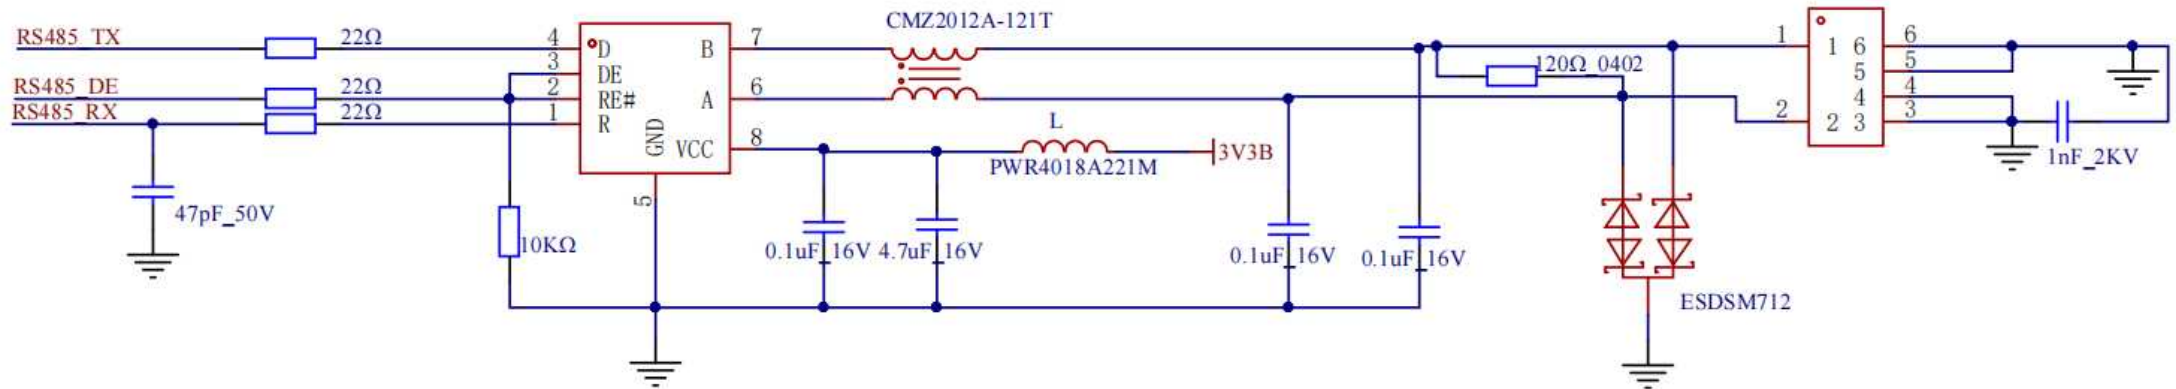 CMZ2012A-121T
RS485_TX 22Ω 4 D B 7 1 1 6 6
3 DE 120Ω_0402 5 5
RS485_DE 22Ω 2 RE# A 6 4 4
RS485_RX 22Ω 1 R 2 2 3 3
GND VCC 8 L 3V3B 1nF_2KV
PWR4018A221M
5
47pF_50V
10KΩ 0.1uF_16V 4.7uF_16V 0.1uF_16V 0.1uF_16V
ESDSM712